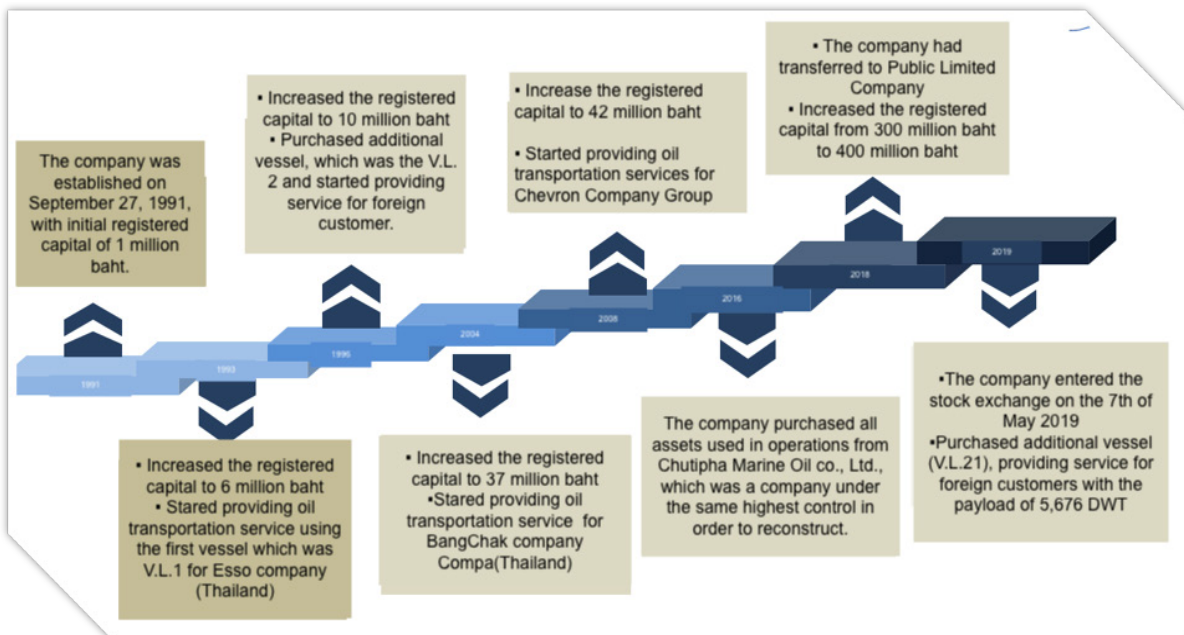 The company was
established on
September 27, 1991,
with initial registered
capital of 1 million
baht.
1991
1993
▪ Increased the registered
capital to 6 million baht
▪ Stared providing oil
transportation service using
the first vessel which was
V.L.1 for Esso company
(Thailand)
▪ Increased the registered
capital to 10 million baht
▪ Purchased additional
vessel, which was the V.L.
2 and started providing
service for foreign
customer.
1996
2004
▪ Increased the registered
capital to 37 million baht
▪Stared providing oil
transportation service for
BangChak company
Compa(Thailand)
▪ Increase the registered
capital to 42 million baht
▪ Started providing oil
transportation services for
Chevron Company Group
2008
2016
The company purchased all
assets used in operations from
Chutipha Marine Oil co., Ltd.,
which was a company under
the same highest control in
order to reconstruct.
▪ The company had
transferred to Public Limited
Company
▪ Increased the registered
capital from 300 million baht
to 400 million baht
2018
2019
▪The company entered the
stock exchange on the 7th of
May 2019
▪Purchased additional vessel
(V.L.21), providing service for
foreign customers with the
payload of 5,676 DWT